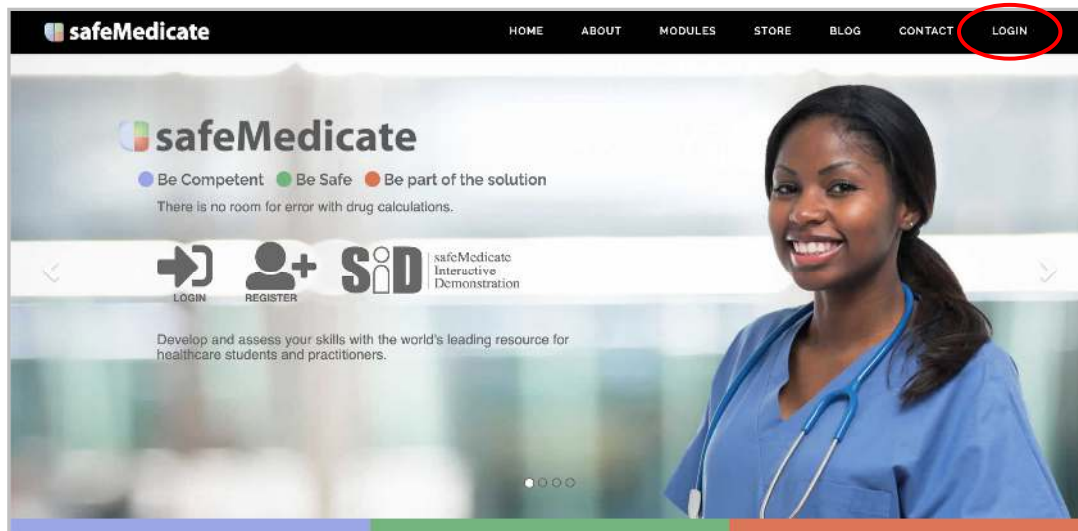 safeMedicate
HOME ABOUT MODULES STORE BLOG CONTACT LOGIN
safeMedicate
Be Competent Be Safe Be part of the solution
There is no room for error with drug calculations.
LOGIN
REGISTER
SiD
safeMedicate
Interactive
Demonstration
Develop and assess your skills with the world's leading resource for
healthcare students and practitioners.